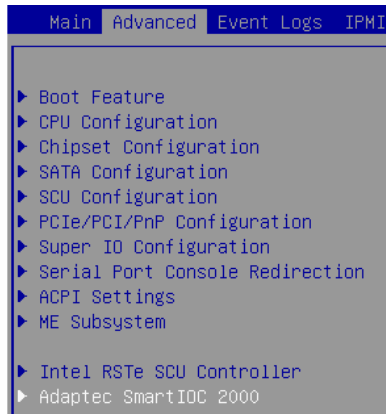 Main Advanced Event Logs IPMI
Boot Feature
CPU Configuration
Chipset Configuration
SATA Configuration
SCU Configuration
PCIe/PCI/PnP Configuration
Super IO Configuration
Serial Port Console Redirection
ACPI Settings
ME Subsystem
Intel RSTe SCU Controller
Adaptec SmartIOC 2000